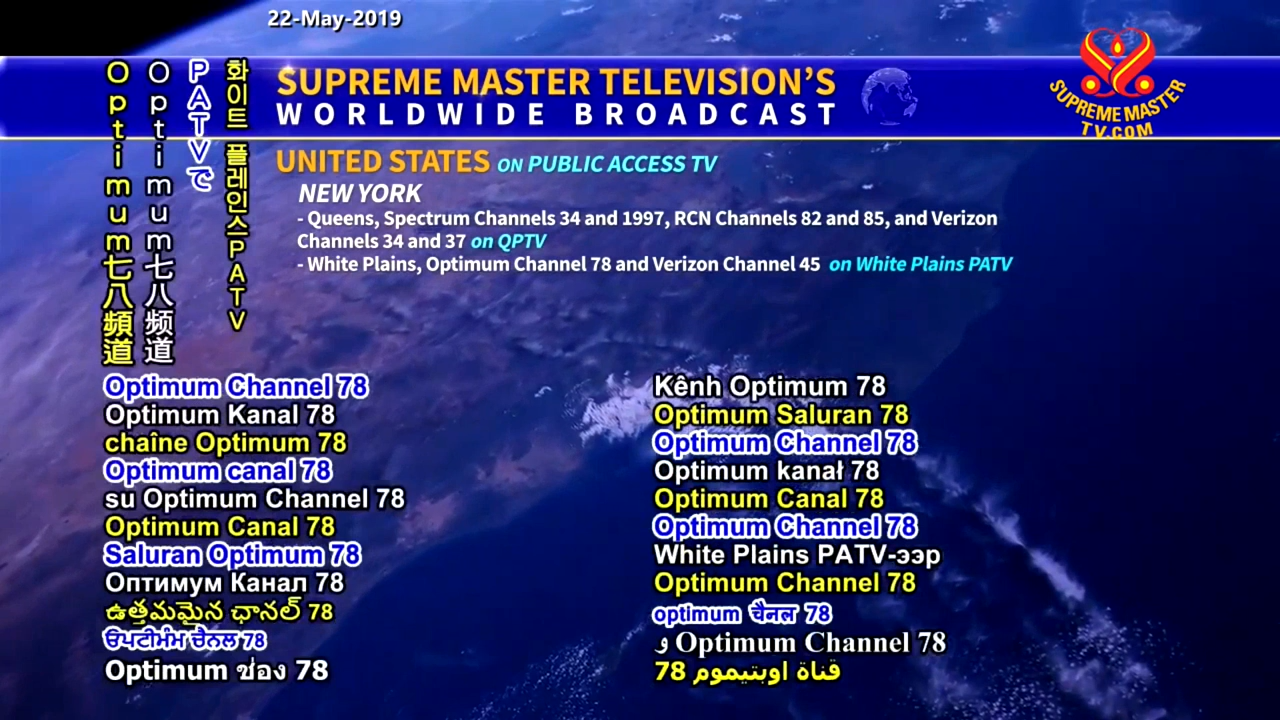 22-May-2019
SUPREME MASTER TELEVISION'S
WORLDWIDE BROADCAST
SUPREME MASTER
TV.COM
UNITED STATES ON PUBLIC ACCESS TV
NEW YORK
- Queens, Spectrum Channels 34 and 1997, RCN Channels 82 and 85, and Verizon
Channels 34 and 37 on QPTV
- White Plains, Optimum Channel 78 and Verizon Channel 45 on White Plains PATV
Optimum七八頻道
Optimum七八频道
PATVで
화이트 플레인스PATV
Optimum Channel 78
Optimum Kanal 78
chaîne Optimum 78
Optimum canal 78
su Optimum Channel 78
Optimum Canal 78
Saluran Optimum 78
Оптимум Канал 78
ఉత్తమమైన ఛానల్ 78
ਓਪਟੀਮੰਮ ਚੈਨਲ 78
Optimum ช่อง 78
Kênh Optimum 78
Optimum Saluran 78
Optimum Channel 78
Optimum kanał 78
Optimum Canal 78
Optimum Channel 78
White Plains PATV-ээр
Optimum Channel 78
optimum चैनल 78
و Optimum Channel 78
قناة اوبتيموم 78